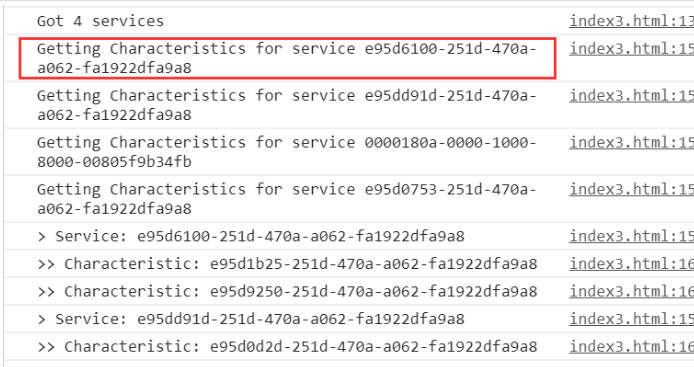 Got 4 services index3.html:13
Getting Characteristics for service e95d6100-251d-470a- index3.html:15
a062-fa1922dfa9a8
Getting Characteristics for service e95dd91d-251d-470a- index3.html:15
a062-fa1922dfa9a8
Getting Characteristics for service 0000180a-0000-1000- index3.html:15
8000-00805f9b34fb
Getting Characteristics for service e95d0753-251d-470a- index3.html:15
a062-fa1922dfa9a8
> Service: e95d6100-251d-470a-a062-fa1922dfa9a8 index3.html:15
>> Characteristic: e95d1b25-251d-470a-a062-fa1922dfa9a8 index3.html:16
>> Characteristic: e95d9250-251d-470a-a062-fa1922dfa9a8 index3.html:16
> Service: e95dd91d-251d-470a-a062-fa1922dfa9a8 index3.html:15
>> Characteristic: e95d0d2d-251d-470a-a062-fa1922dfa9a8 index3.html:16